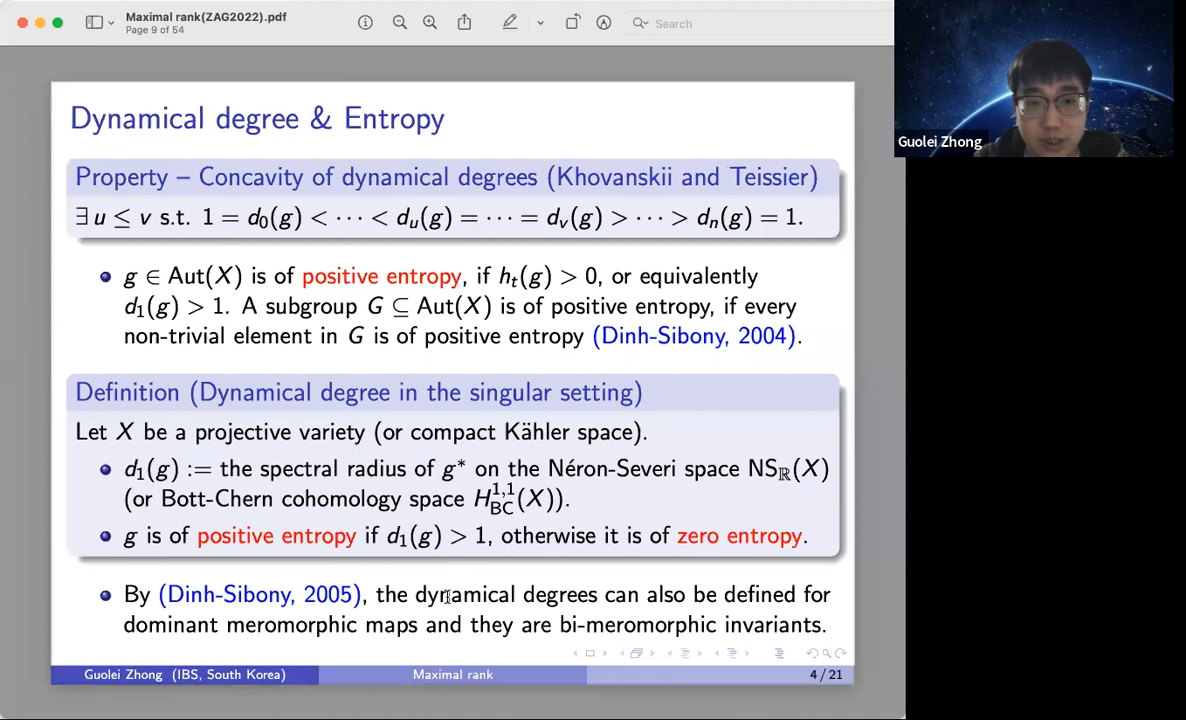 Maximal rank(ZAG2022).pdf
Page 9 of 54
Search
Guolei Zhong
Dynamical degree & Entropy
Property – Concavity of dynamical degrees (Khovanskii and Teissier)
∃ u ≤ v s.t. 1 = d₀(g) < ⋯ < dᵤ(g) = ⋯ = dᵥ(g) > ⋯ > dₙ(g) = 1.
g ∈ Aut(X) is of positive entropy, if hₜ(g) > 0, or equivalently
d₁(g) > 1. A subgroup G ⊆ Aut(X) is of positive entropy, if every
non-trivial element in G is of positive entropy (Dinh-Sibony, 2004).
Definition (Dynamical degree in the singular setting)
Let X be a projective variety (or compact Kähler space).
d₁(g) := the spectral radius of g* on the Néron-Severi space NS_ℝ(X)
(or Bott-Chern cohomology space H^{1,1}_{BC}(X)).
g is of positive entropy if d₁(g) > 1, otherwise it is of zero entropy.
By (Dinh-Sibony, 2005), the dynamical degrees can also be defined for
dominant meromorphic maps and they are bi-meromorphic invariants.
Guolei Zhong (IBS, South Korea)
Maximal rank
4 / 21